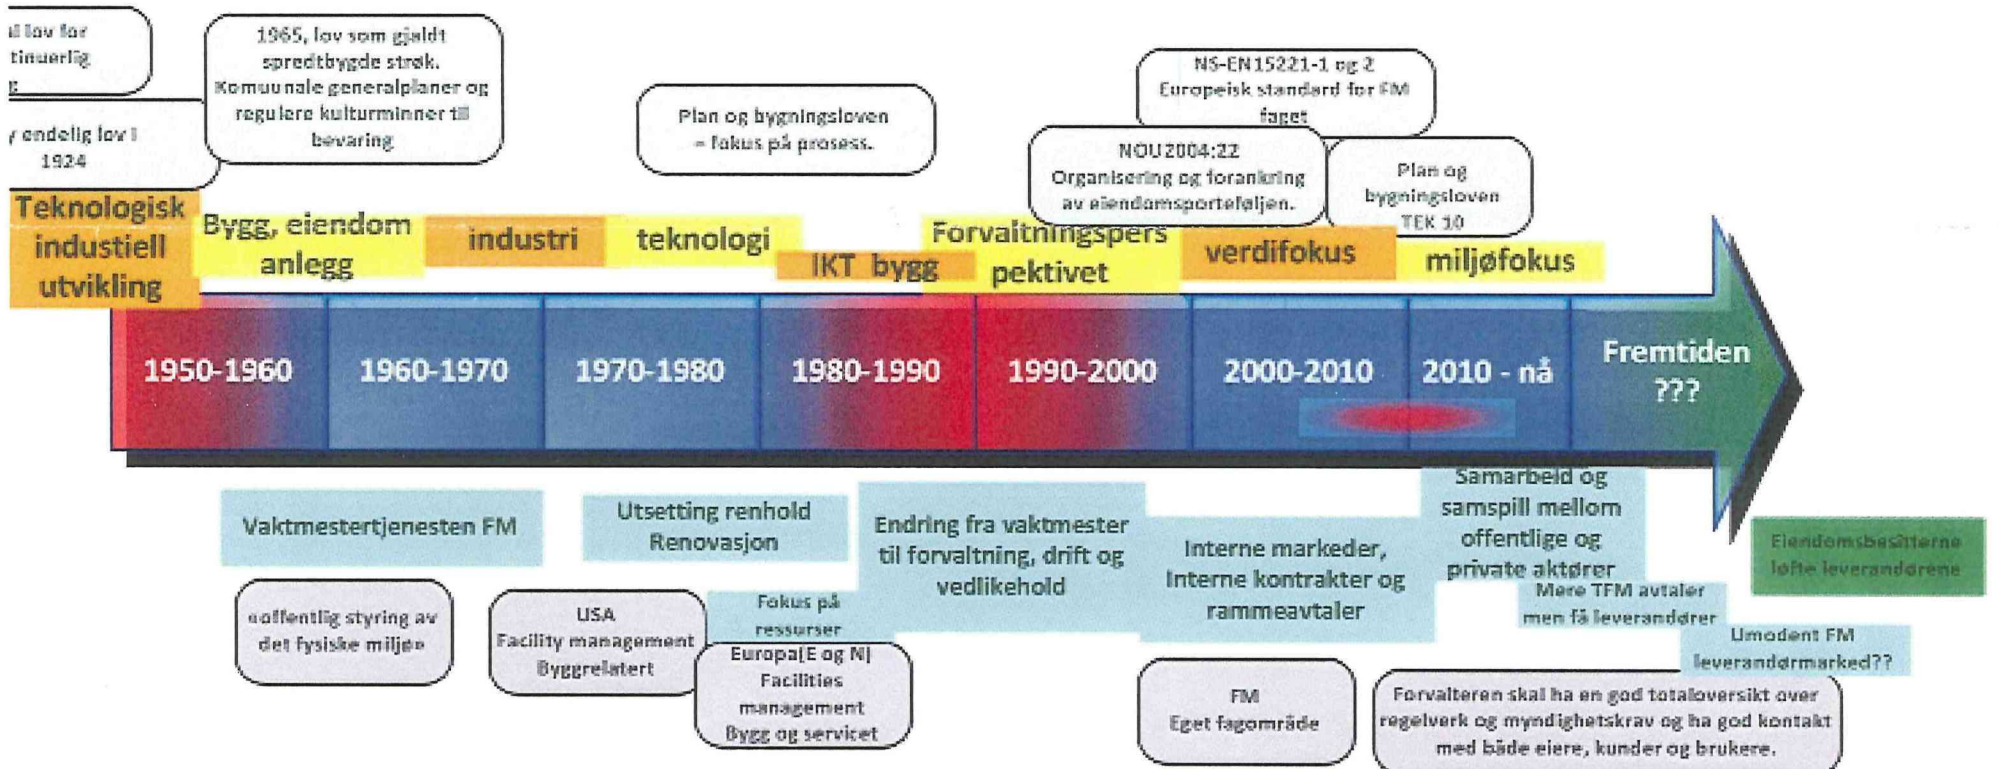 al lov for
tinuerlig
g
y endelig lov i
1924
1965, lov som gjaldt
spredtbygde strøk.
Komuunale generalplaner og
regulere kulturminner til
bevaring
Plan og bygningsloven
– fokus på prosess.
NS-EN15221-1 og 2
Europeisk standard for FM
faget
NOU2004:22
Organisering og forankring
av eiendomsporteføljen.
Plan og
bygningsloven
TEK 10
Teknologisk
industiell
utvikling
Bygg, eiendom
anlegg
industri
teknologi
IKT bygg
Forvaltningspers
pektivet
verdifokus
miljøfokus
1950-1960
1960-1970
1970-1980
1980-1990
1990-2000
2000-2010
2010 - nå
Fremtiden
???
Vaktmestertjenesten FM
Utsetting renhold
Renovasjon
Endring fra vaktmester
til forvaltning, drift og
vedlikehold
Interne markeder,
Interne kontrakter og
rammeavtaler
Samarbeid og
samspill mellom
offentlige og
private aktører
Eiendomsbesitterne
løfte leverandørene
Mere TFM avtaler
men få leverandører
Umodent FM
leverandørmarked??
Fokus på
ressurser
«offentlig styring av
det fysiske miljø»
USA
Facility management
Byggrelatert
Europa(E og N)
Facilities
management
Bygg og servicet
FM
Eget fagområde
Forvalteren skal ha en god totaloversikt over
regelverk og myndighetskrav og ha god kontakt
med både eiere, kunder og brukere.